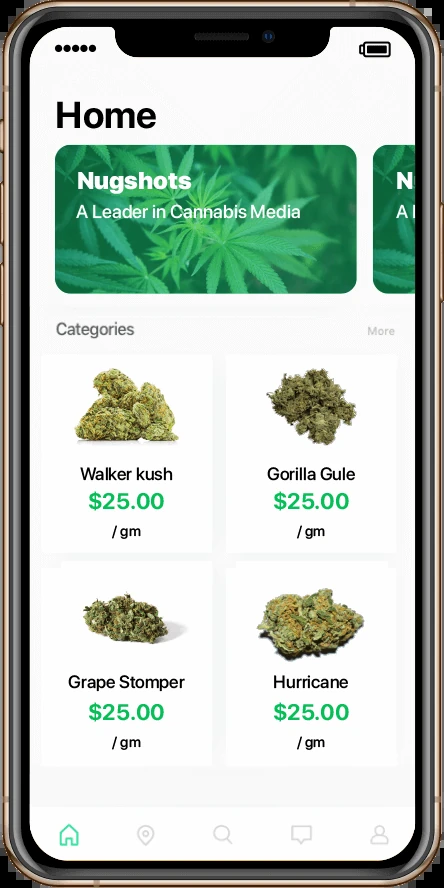 Home
Nugshots
A Leader in Cannabis Media
N
A
Categories
More
Walker kush
$25.00
/ gm
Gorilla Gule
$25.00
/ gm
Grape Stomper
$25.00
/ gm
Hurricane
$25.00
/ gm